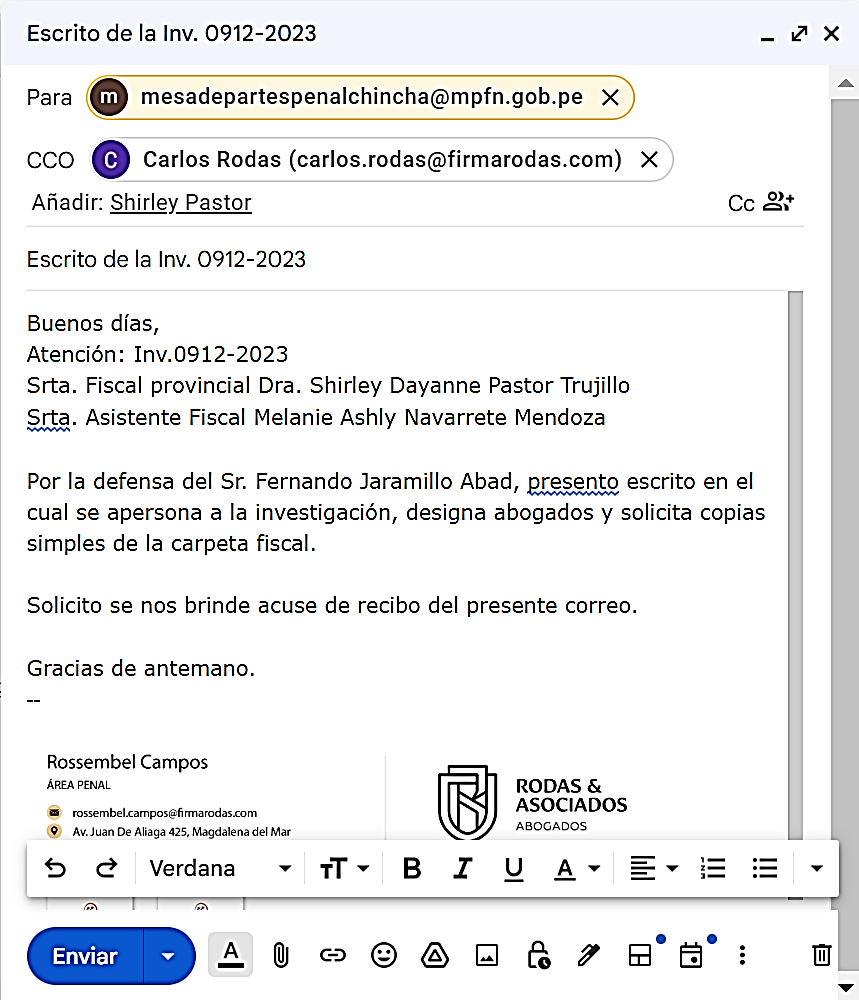 Escrito de la Inv. 0912-2023
Para m mesadepartespenalchincha@mpfn.gob.pe
CCO C Carlos Rodas (carlos.rodas@firmarodas.com)
Añadir: Shirley Pastor Cc
Escrito de la Inv. 0912-2023
Buenos días,
Atención: Inv.0912-2023
Srta. Fiscal provincial Dra. Shirley Dayanne Pastor Trujillo
Srta. Asistente Fiscal Melanie Ashly Navarrete Mendoza
Por la defensa del Sr. Fernando Jaramillo Abad, presento escrito en el
cual se apersona a la investigación, designa abogados y solicita copias
simples de la carpeta fiscal.
Solicito se nos brinde acuse de recibo del presente correo.
Gracias de antemano.
--
Rossembel Campos
ÁREA PENAL
rossembel.campos@firmarodas.com
Av. Juan De Aliaga 425, Magdalena del Mar
RODAS &
ASOCIADOS
ABOGADOS
Verdana
Enviar